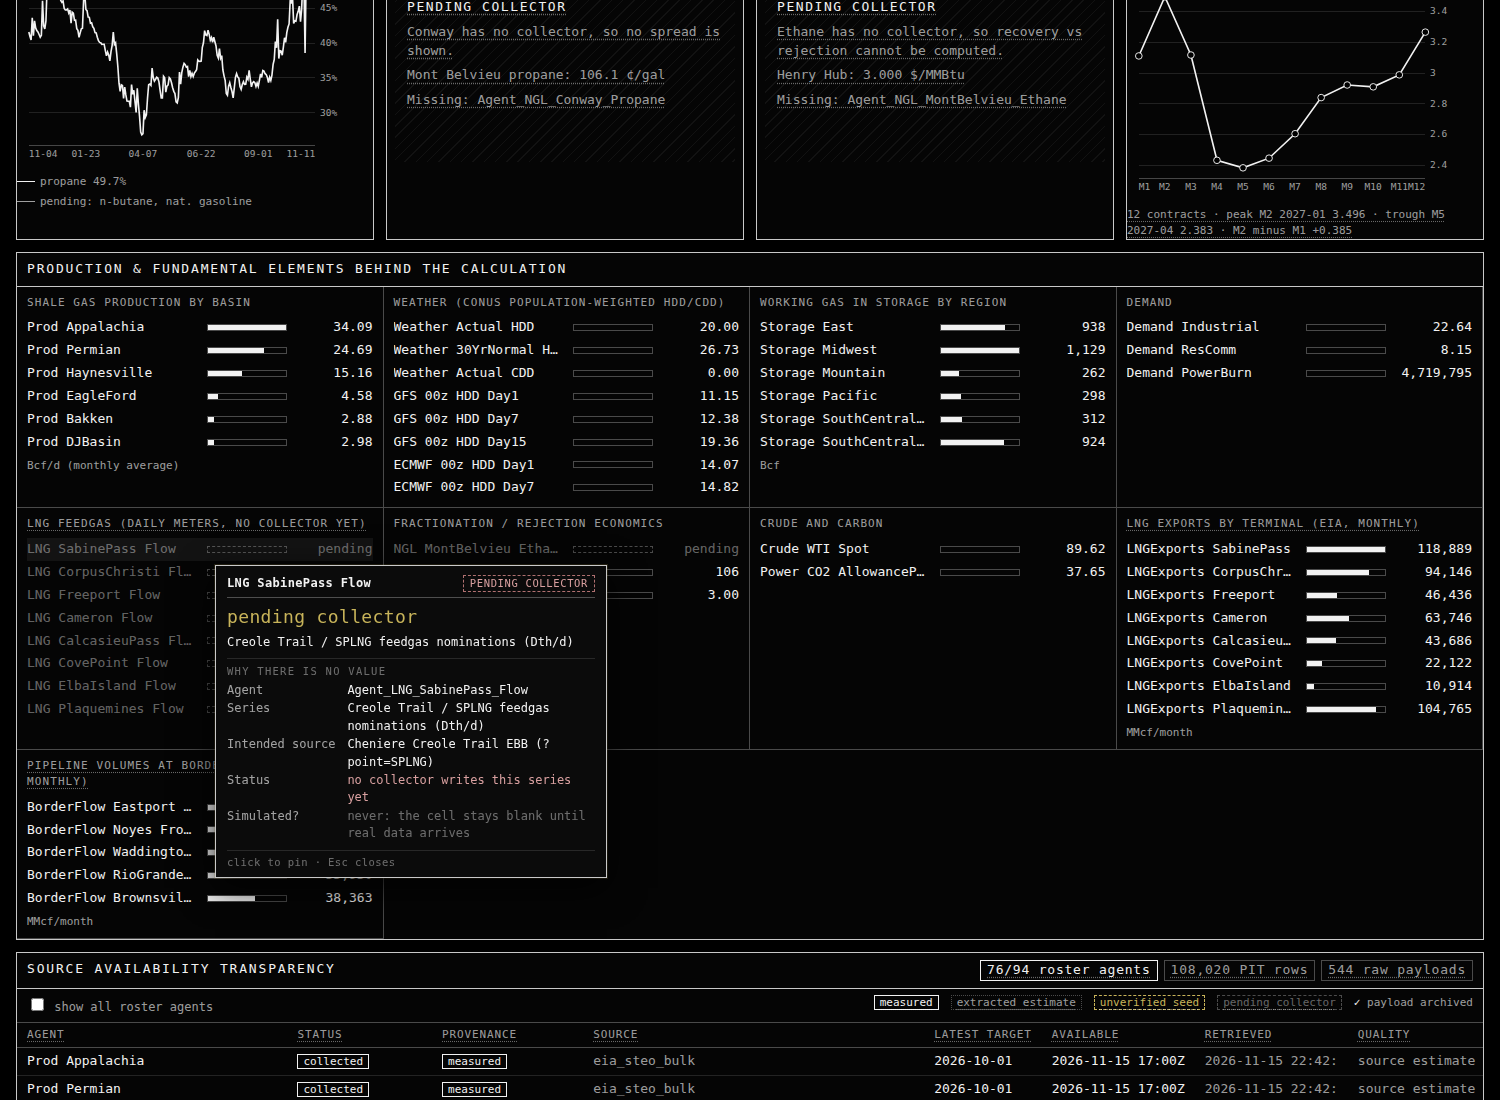 45%
40%
35%
30%
11-04 01-23 04-07 06-22 09-01 11-11
propane 49.7%
pending: n-butane, nat. gasoline
PENDING COLLECTOR
Conway has no collector, so no spread is
shown.
Mont Belvieu propane: 106.1 ¢/gal
Missing: Agent_NGL_Conway_Propane
PENDING COLLECTOR
Ethane has no collector, so recovery vs
rejection cannot be computed.
Henry Hub: 3.000 $/MMBtu
Missing: Agent_NGL_MontBelvieu_Ethane
3.4
3.2
3
2.8
2.6
2.4
M1 M2 M3 M4 M5 M6 M7 M8 M9 M10 M11M12
12 contracts · peak M2 2027-01 3.496 · trough M5
2027-04 2.383 · M2 minus M1 +0.385
PRODUCTION & FUNDAMENTAL ELEMENTS BEHIND THE CALCULATION
SHALE GAS PRODUCTION BY BASIN
Prod Appalachia 34.09
Prod Permian 24.69
Prod Haynesville 15.16
Prod EagleFord 4.58
Prod Bakken 2.88
Prod DJBasin 2.98
Bcf/d (monthly average)
WEATHER (CONUS POPULATION-WEIGHTED HDD/CDD)
Weather Actual HDD 20.00
Weather 30YrNormal H… 26.73
Weather Actual CDD 0.00
GFS 00z HDD Day1 11.15
GFS 00z HDD Day7 12.38
GFS 00z HDD Day15 19.36
ECMWF 00z HDD Day1 14.07
ECMWF 00z HDD Day7 14.82
WORKING GAS IN STORAGE BY REGION
Storage East 938
Storage Midwest 1,129
Storage Mountain 262
Storage Pacific 298
Storage SouthCentral… 312
Storage SouthCentral… 924
Bcf
DEMAND
Demand Industrial 22.64
Demand ResComm 8.15
Demand PowerBurn 4,719,795
LNG FEEDGAS (DAILY METERS, NO COLLECTOR YET)
LNG SabinePass Flow pending
LNG CorpusChristi Fl…
LNG Freeport Flow
LNG Cameron Flow
LNG CalcasieuPass Fl…
LNG CovePoint Flow
LNG ElbaIsland Flow
LNG Plaquemines Flow
FRACTIONATION / REJECTION ECONOMICS
NGL MontBelvieu Etha… pending
106
3.00
CRUDE AND CARBON
Crude WTI Spot 89.62
Power CO2 AllowanceP… 37.65
LNG EXPORTS BY TERMINAL (EIA, MONTHLY)
LNGExports SabinePass 118,889
LNGExports CorpusChr… 94,146
LNGExports Freeport 46,436
LNGExports Cameron 63,746
LNGExports Calcasieu… 43,686
LNGExports CovePoint 22,122
LNGExports ElbaIsland 10,914
LNGExports Plaquemin… 104,765
MMcf/month
LNG SabinePass Flow PENDING COLLECTOR
pending collector
Creole Trail / SPLNG feedgas nominations (Dth/d)
WHY THERE IS NO VALUE
Agent Agent_LNG_SabinePass_Flow
Series Creole Trail / SPLNG feedgas
nominations (Dth/d)
Intended source Cheniere Creole Trail EBB (?
point=SPLNG)
Status no collector writes this series
yet
Simulated? never: the cell stays blank until
real data arrives
click to pin · Esc closes
PIPELINE VOLUMES AT
MONTHLY)
BorderFlow Eastport …
BorderFlow Noyes Fro…
BorderFlow Waddingto…
BorderFlow RioGrande…
BorderFlow Brownsvil… 38,363
MMcf/month
SOURCE AVAILABILITY TRANSPARENCY
76/94 roster agents 108,020 PIT rows 544 raw payloads
show all roster agents
measured extracted estimate unverified seed pending collector ✓ payload archived
AGENT STATUS PROVENANCE SOURCE LATEST TARGET AVAILABLE RETRIEVED QUALITY
Prod Appalachia collected measured eia_steo_bulk 2026-10-01 2026-11-15 17:00Z 2026-11-15 22:42: source estimate
Prod Permian collected measured eia_steo_bulk 2026-10-01 2026-11-15 17:00Z 2026-11-15 22:42: source estimate